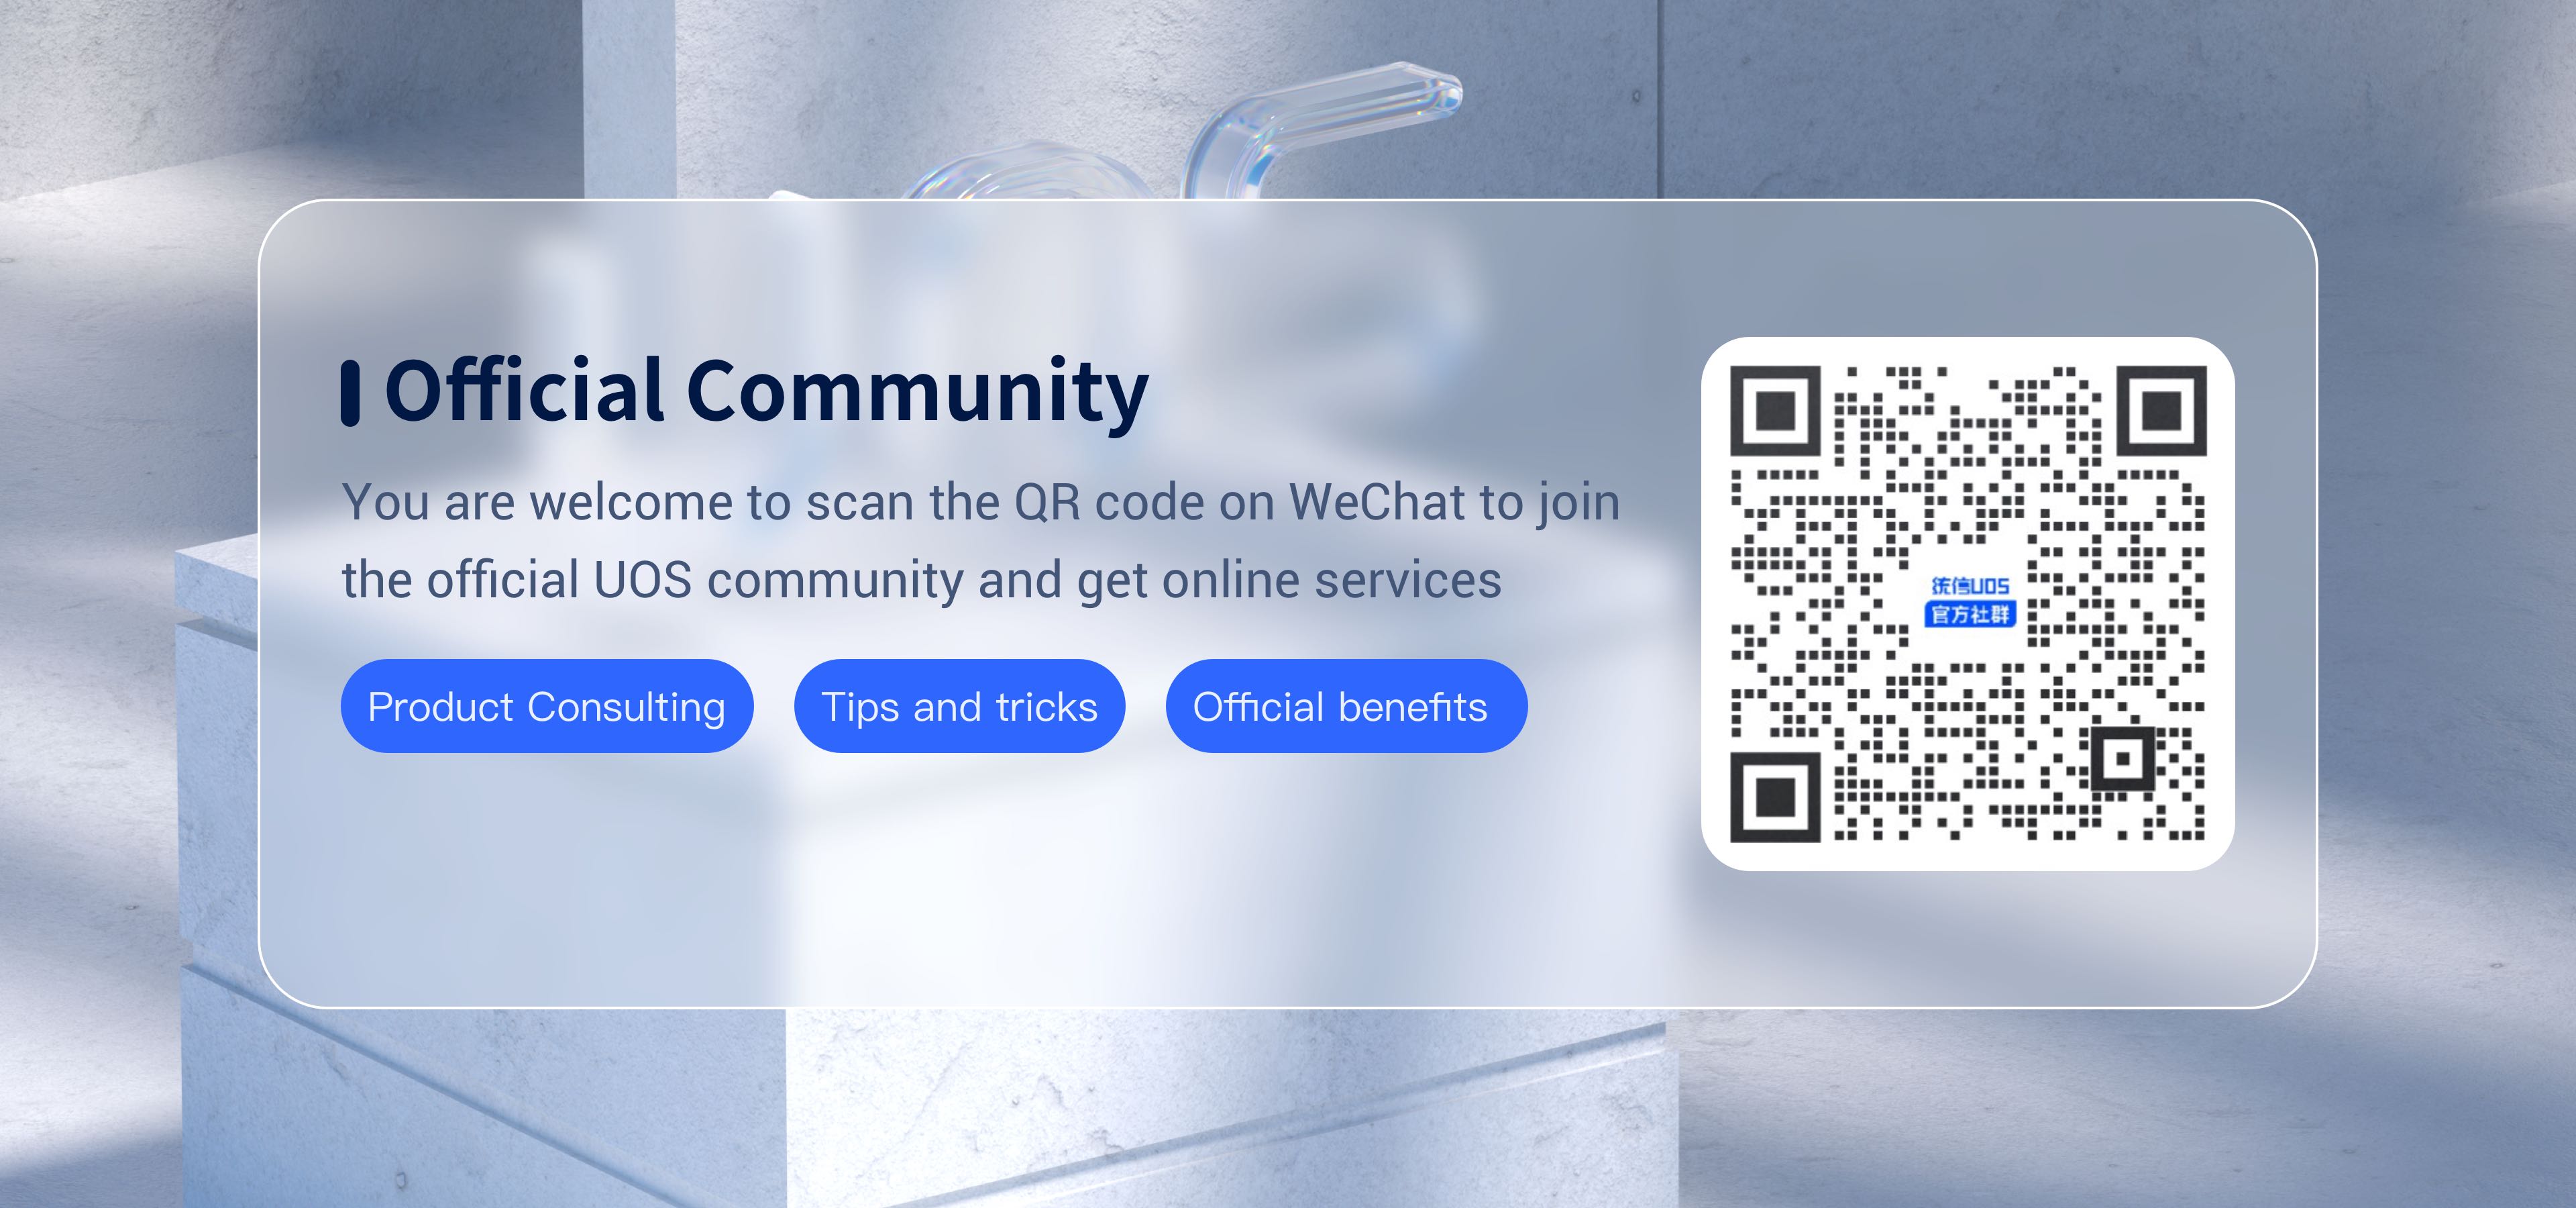 Official Community
You are welcome to scan the QR code on WeChat to join
the official UOS community and get online services
Product Consulting
Tips and tricks
Official benefits
统信UOS
官方社群